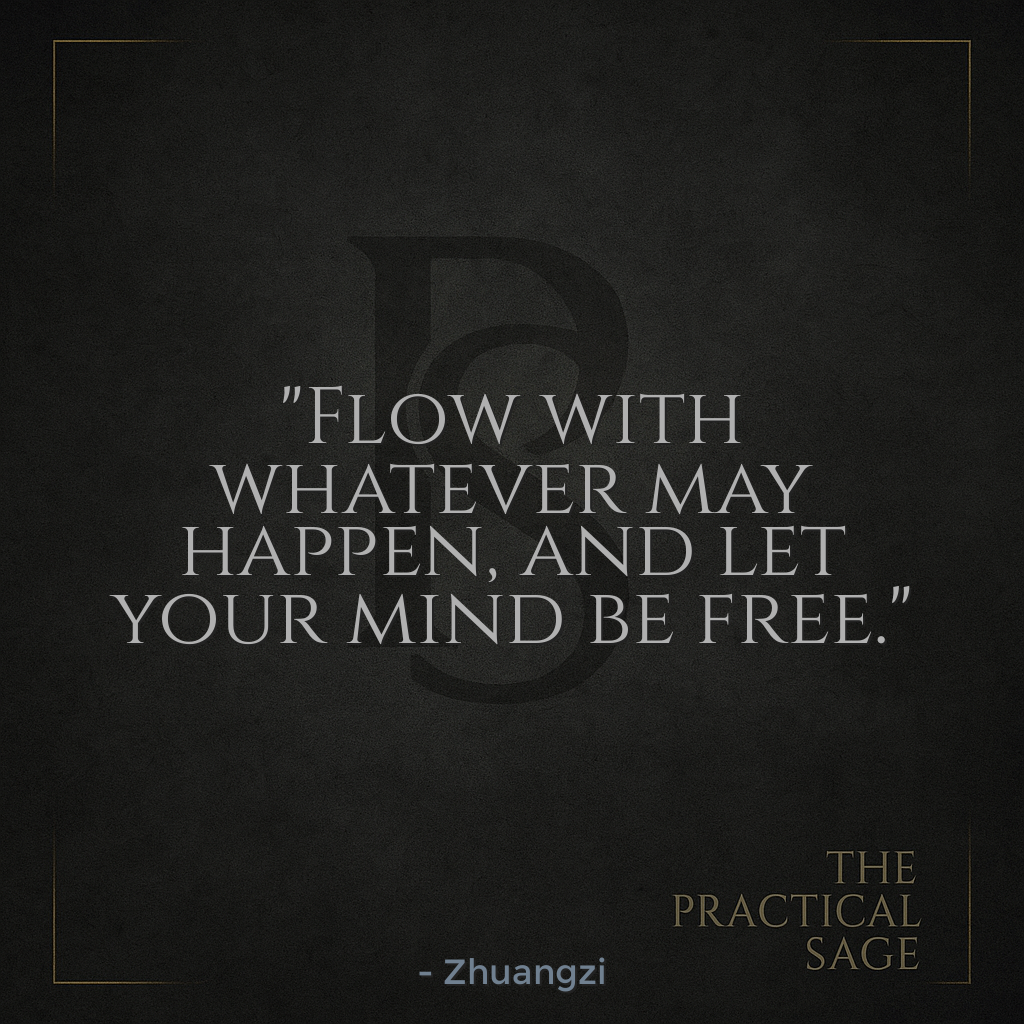 "Flow with
whatever may
happen, and let
your mind be free."
THE
PRACTICAL
SAGE
- Zhuangzi